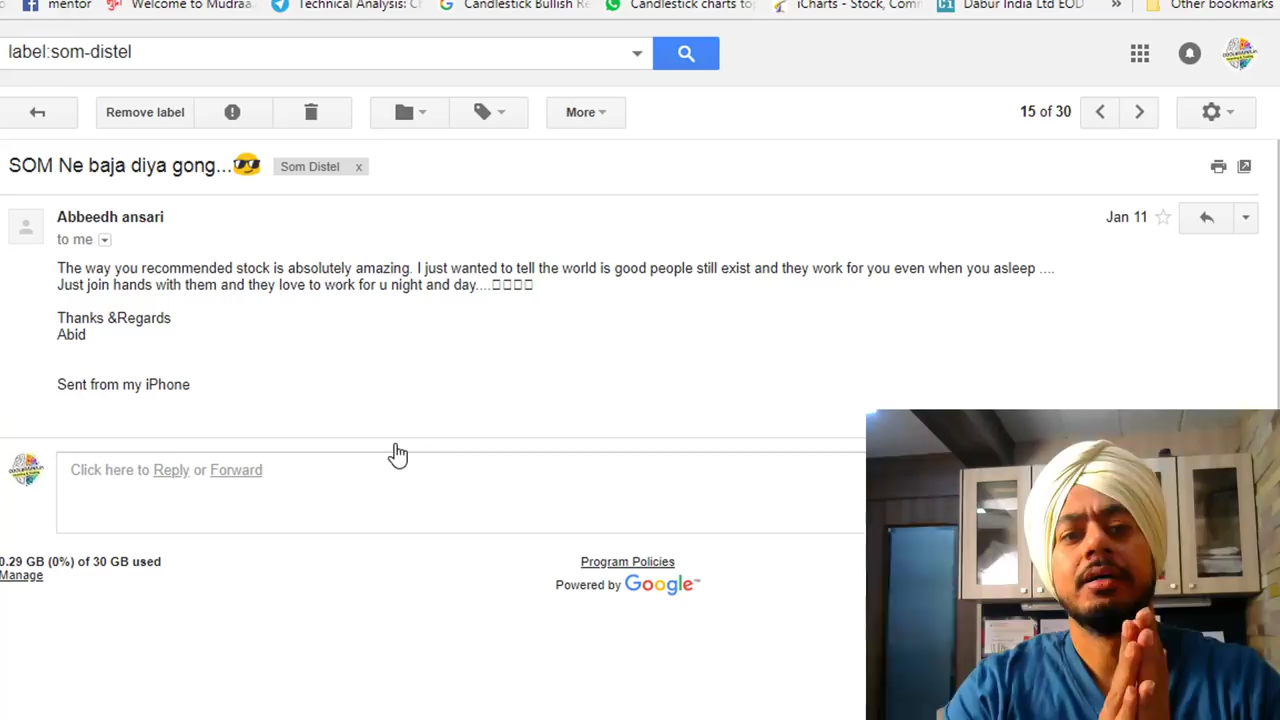 mentor
Welcome to Mudraa
Technical Analysis: C
Candlestick Bullish Re
Candlestick charts to
iCharts - Stock, Com
Dabur India Ltd EOD
»
Other bookmarks
label:som-distel
Remove label
More
15 of 30
SOM Ne baja diya gong...😎
Som Distel x
Abbeedh ansari
Jan 11
to me
The way you recommended stock is absolutely amazing. I just wanted to tell the world is good people still exist and they work for you even when you asleep ....
Just join hands with them and they love to work for u night and day....▯▯▯▯
Thanks &Regards
Abid
Sent from my iPhone
Click here to Reply or Forward
0.29 GB (0%) of 30 GB used
Manage
Program Policies
Powered by Google™